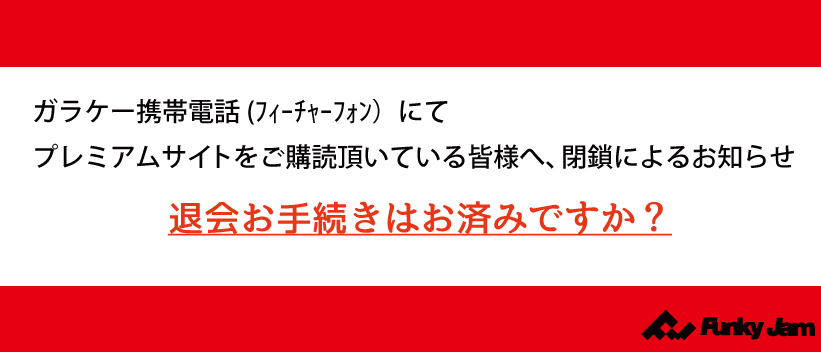 ガラケー携帯電話(ﾌｨｰﾁｬｰﾌｫﾝ）にて
プレミアムサイトをご購読頂いている皆様へ、閉鎖によるお知らせ
退会お手続きはお済みですか？
Funky Jam